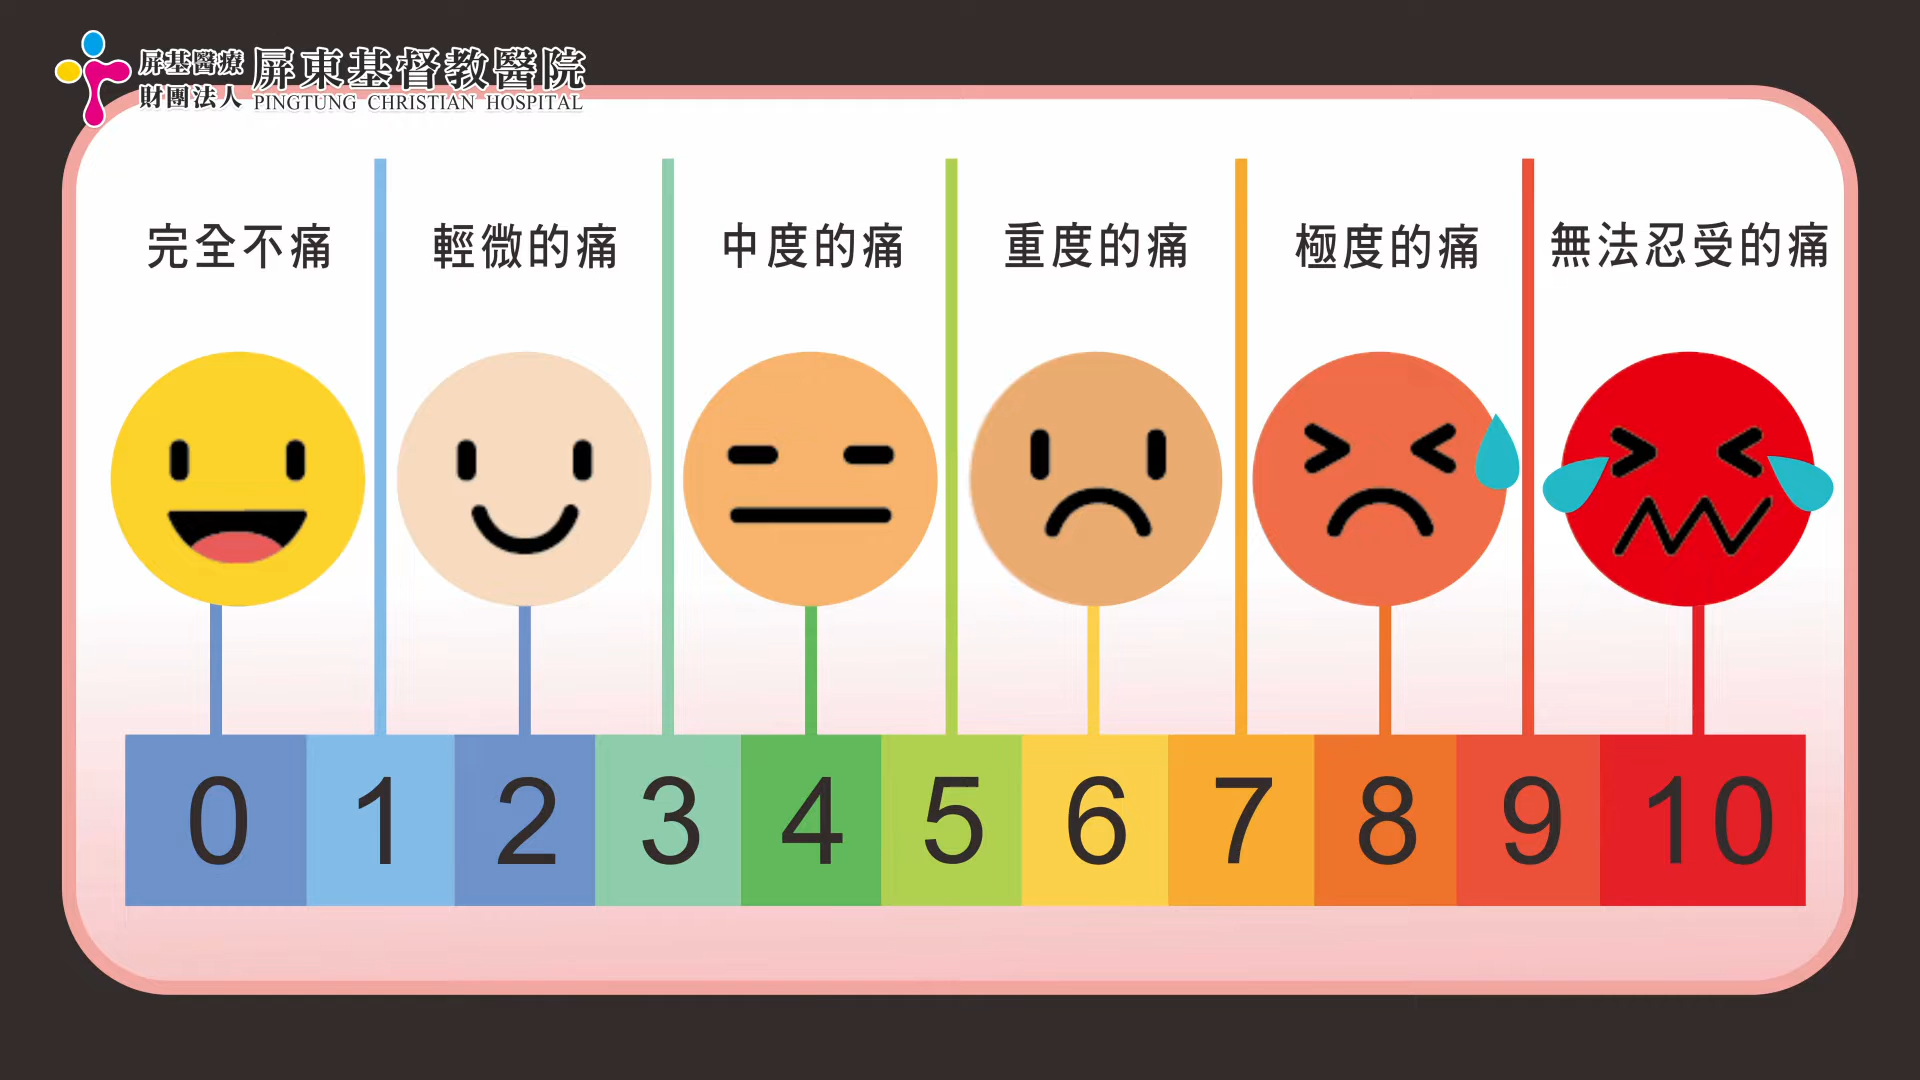 屏基醫療
財團法人
屏東基督教醫院
PINGTUNG CHRISTIAN HOSPITAL
完全不痛
輕微的痛
中度的痛
重度的痛
極度的痛
無法忍受的痛
0 1 2 3 4 5 6 7 8 9 10